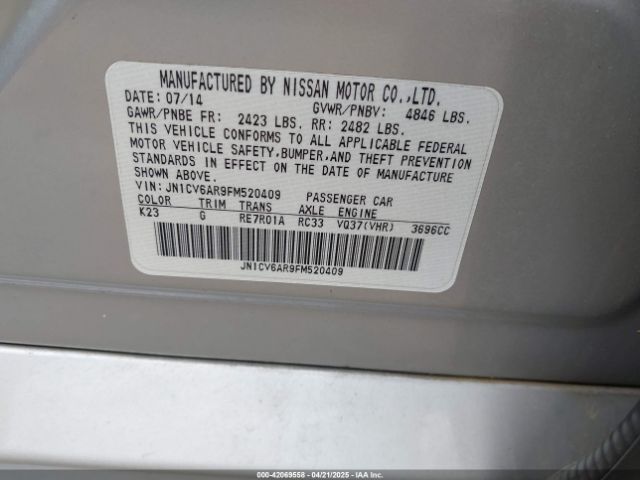 MANUFACTURED BY NISSAN MOTOR CO.,LTD.
DATE: 07/14 GVWR/PNBV: 4846 LBS.
GAWR/PNBE FR: 2423 LBS. RR: 2482 LBS.
THIS VEHICLE CONFORMS TO ALL APPLICABLE FEDERAL
MOTOR VEHICLE SAFETY,BUMPER,AND THEFT PREVENTION
STANDARDS IN EFFECT ON THE DATE OF MANUFACTURE
SHOWN ABOVE.
VIN: JN1CV6AR9FM520409 PASSENGER CAR
COLOR TRIM TRANS AXLE ENGINE
K23 G RE7R01A RC33 VQ37(VHR) 3696CC
JN1CV6AR9FM520409
000-42069558 - 04/21/2025 - IAAI.com